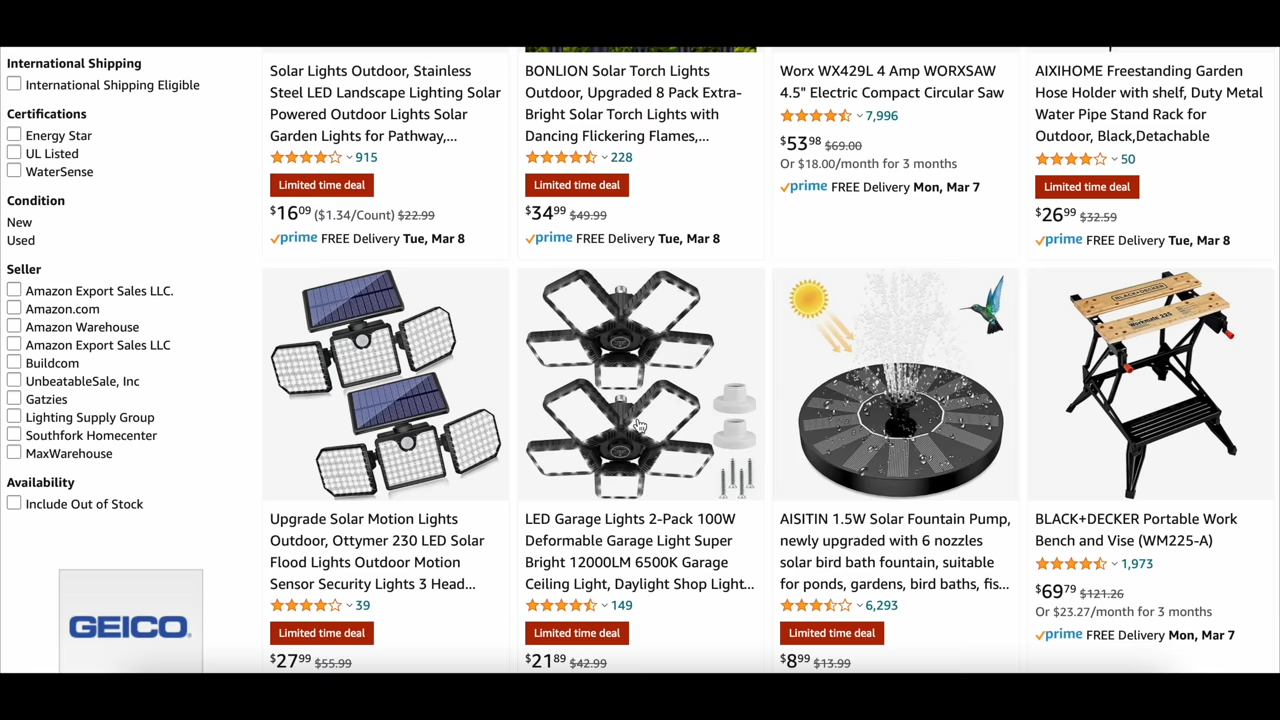 International Shipping
International Shipping Eligible
Certifications
Energy Star
UL Listed
WaterSense
Condition
New
Used
Seller
Amazon Export Sales LLC.
Amazon.com
Amazon Warehouse
Amazon Export Sales LLC
Buildcom
UnbeatableSale, Inc
Gatzies
Lighting Supply Group
Southfork Homecenter
MaxWarehouse
Availability
Include Out of Stock
GEICO.
Solar Lights Outdoor, Stainless
Steel LED Landscape Lighting Solar
Powered Outdoor Lights Solar
Garden Lights for Pathway,...
915
Limited time deal
$16.09 ($1.34/Count) $22.99
prime FREE Delivery Tue, Mar 8
BONLION Solar Torch Lights
Outdoor, Upgraded 8 Pack Extra-
Bright Solar Torch Lights with
Dancing Flickering Flames,...
228
Limited time deal
$34.99 $49.99
prime FREE Delivery Tue, Mar 8
Worx WX429L 4 Amp WORXSAW
4.5" Electric Compact Circular Saw
7,996
$53.98 $69.00
Or $18.00/month for 3 months
prime FREE Delivery Mon, Mar 7
AIXIHOME Freestanding Garden
Hose Holder with shelf, Duty Metal
Water Pipe Stand Rack for
Outdoor, Black,Detachable
50
Limited time deal
$26.99 $32.59
prime FREE Delivery Tue, Mar 8
Upgrade Solar Motion Lights
Outdoor, Ottymer 230 LED Solar
Flood Lights Outdoor Motion
Sensor Security Lights 3 Head...
39
Limited time deal
$27.99 $55.99
LED Garage Lights 2-Pack 100W
Deformable Garage Light Super
Bright 12000LM 6500K Garage
Ceiling Light, Daylight Shop Light...
149
Limited time deal
$21.89 $42.99
AISITIN 1.5W Solar Fountain Pump,
newly upgraded with 6 nozzles
solar bird bath fountain, suitable
for ponds, gardens, bird baths, fis...
6,293
Limited time deal
$8.99 $13.99
BLACK+DECKER
Workmate 225
BLACK+DECKER Portable Work
Bench and Vise (WM225-A)
1,973
$69.79 $121.26
Or $23.27/month for 3 months
prime FREE Delivery Mon, Mar 7